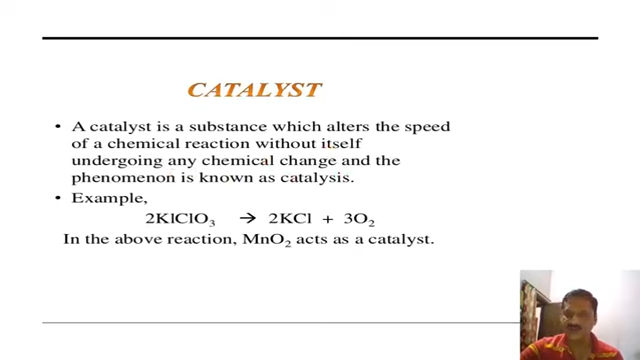 CATALYST
• A catalyst is a substance which alters the speed
of a chemical reaction without itself
undergoing any chemical change and the
phenomenon is known as catalysis.
• Example,
2KlClO₃ → 2KCl + 3O₂
In the above reaction, MnO₂ acts as a catalyst.